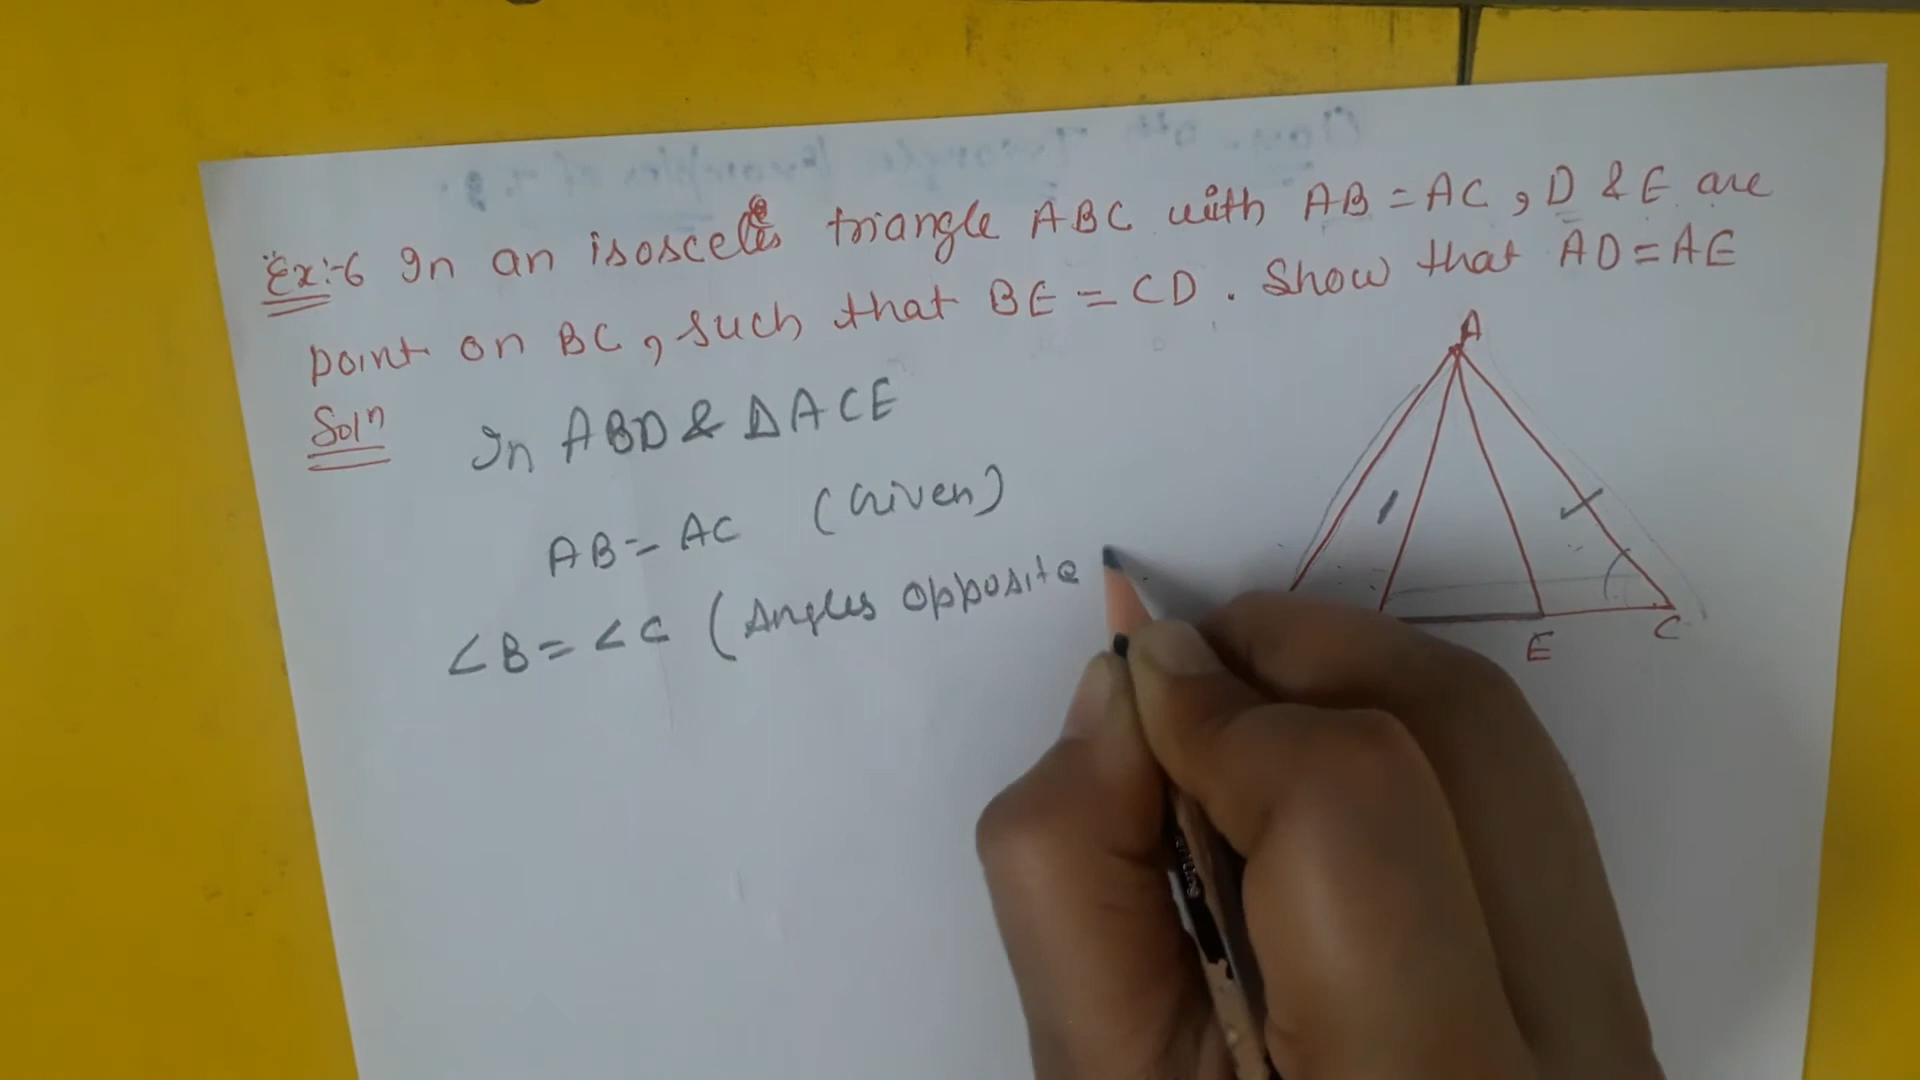 Ex:-6 In an isosceles triangle ABC with AB = AC, D & E are
point on BC, such that BE = CD. Show that AD = AE
Soln
In ABD & ΔACE
AB = AC (Given)
∠B = ∠C (Angles opposite
A
E
C